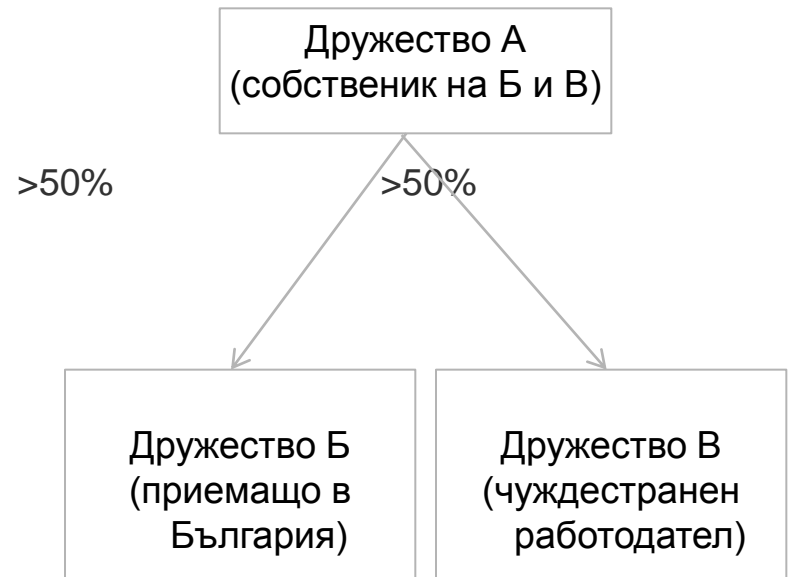 Дружество А
(собственик на Б и В)
>50%
>50%
Дружество Б
(приемащо в
България)
Дружество В
(чуждестранен
работодател)